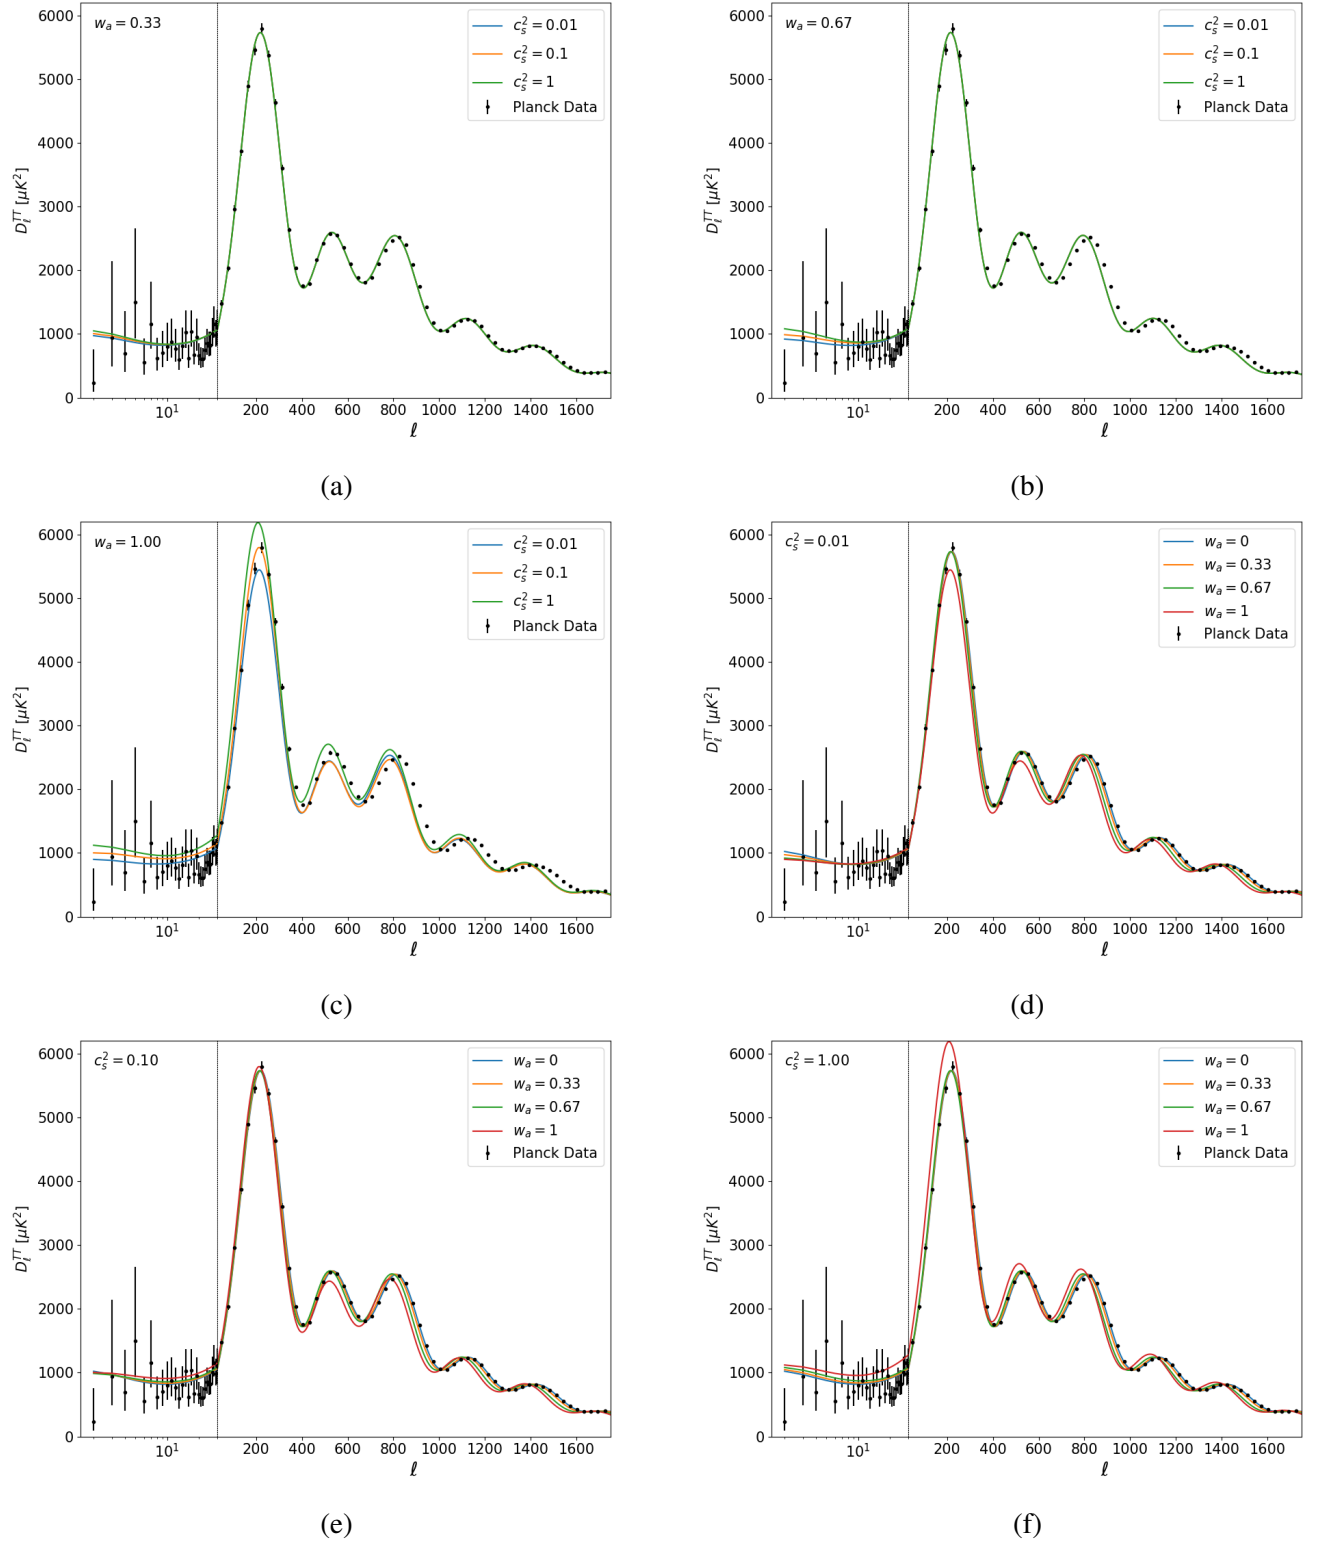 w_a = 0.33
c_s^2 = 0.01
c_s^2 = 0.1
c_s^2 = 1
Planck Data
D_ℓ^{TT} [μK^2]
6000
5000
4000
3000
2000
1000
0
10^1 200 400 600 800 1000 1200 1400 1600
ℓ
(a)
w_a = 0.67
c_s^2 = 0.01
c_s^2 = 0.1
c_s^2 = 1
Planck Data
D_ℓ^{TT} [μK^2]
6000
5000
4000
3000
2000
1000
0
10^1 200 400 600 800 1000 1200 1400 1600
ℓ
(b)
w_a = 1.00
c_s^2 = 0.01
c_s^2 = 0.1
c_s^2 = 1
Planck Data
D_ℓ^{TT} [μK^2]
6000
5000
4000
3000
2000
1000
0
10^1 200 400 600 800 1000 1200 1400 1600
ℓ
(c)
c_s^2 = 0.01
w_a = 0
w_a = 0.33
w_a = 0.67
w_a = 1
Planck Data
D_ℓ^{TT} [μK^2]
6000
5000
4000
3000
2000
1000
0
10^1 200 400 600 800 1000 1200 1400 1600
ℓ
(d)
c_s^2 = 0.10
w_a = 0
w_a = 0.33
w_a = 0.67
w_a = 1
Planck Data
D_ℓ^{TT} [μK^2]
6000
5000
4000
3000
2000
1000
0
10^1 200 400 600 800 1000 1200 1400 1600
ℓ
(e)
c_s^2 = 1.00
w_a = 0
w_a = 0.33
w_a = 0.67
w_a = 1
Planck Data
D_ℓ^{TT} [μK^2]
6000
5000
4000
3000
2000
1000
0
10^1 200 400 600 800 1000 1200 1400 1600
ℓ
(f)